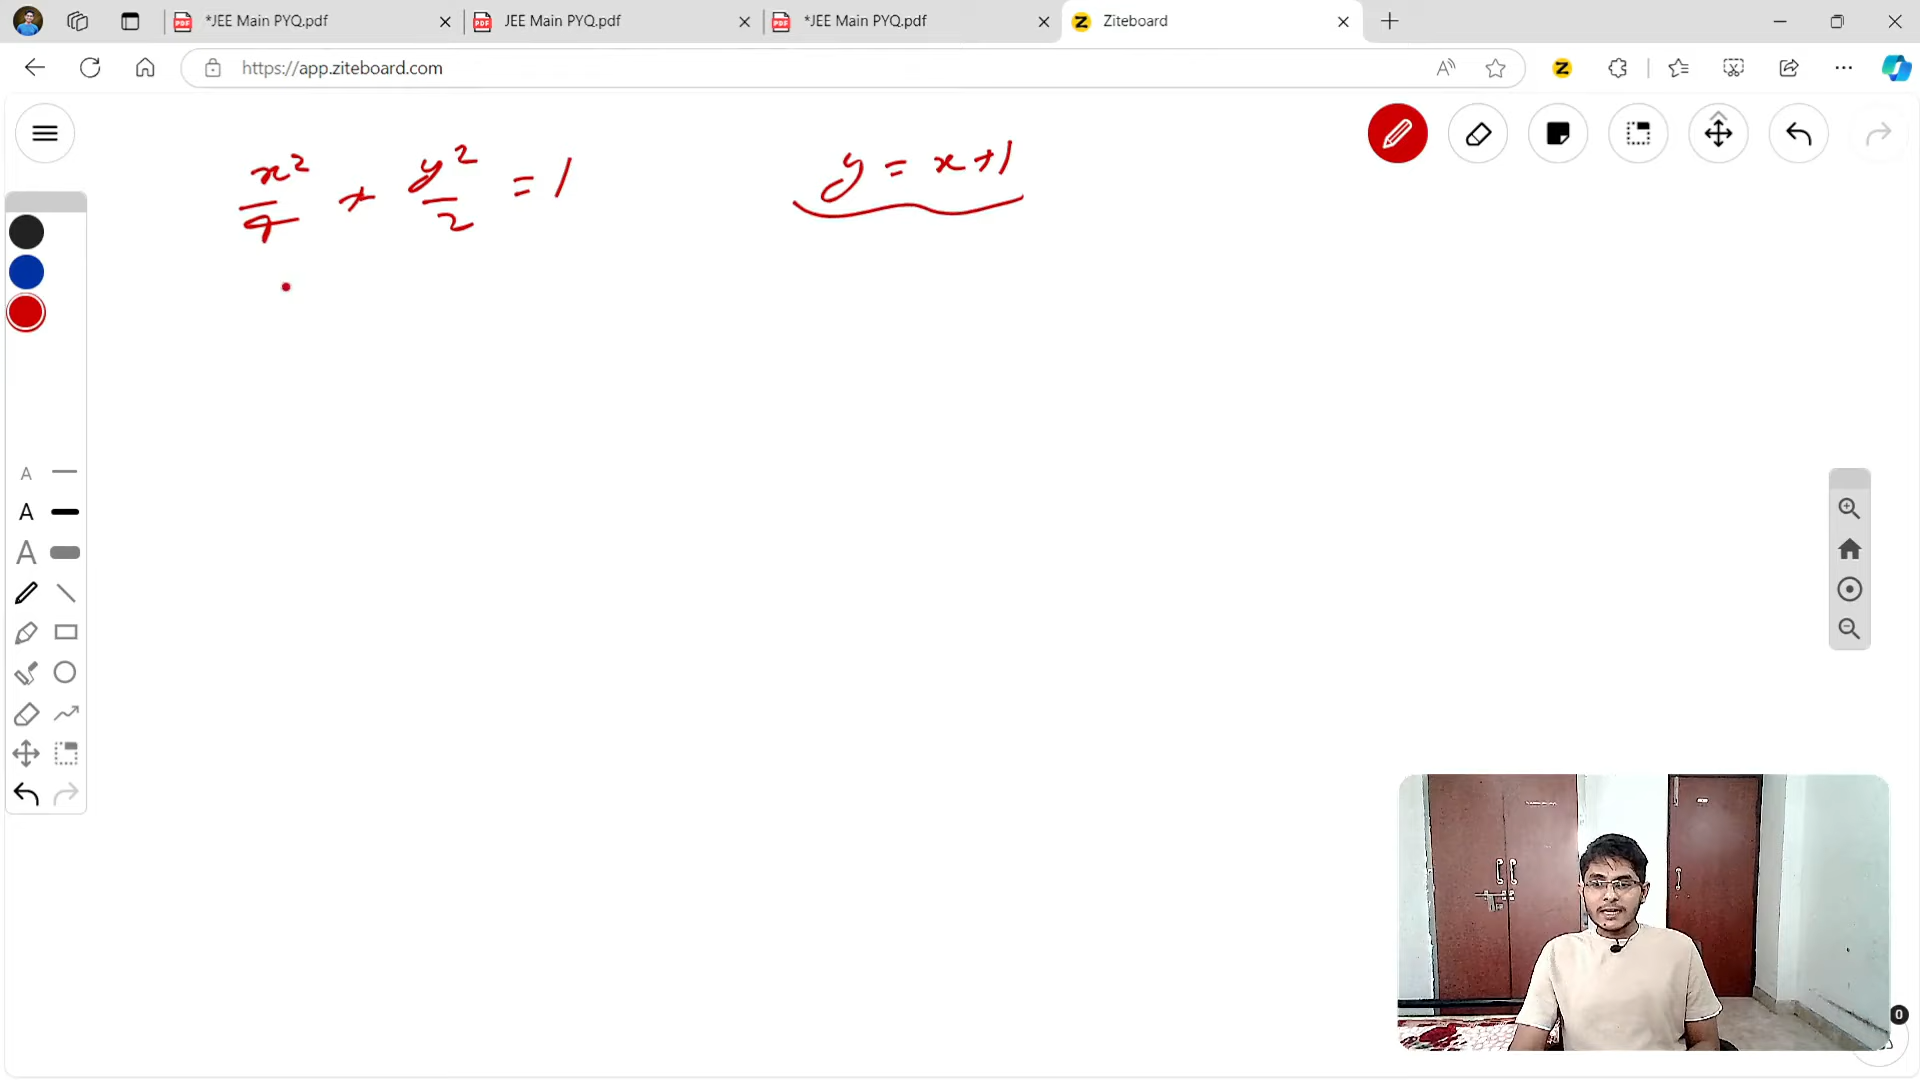 *JEE Main PYQ.pdf
JEE Main PYQ.pdf
*JEE Main PYQ.pdf
Ziteboard
https://app.ziteboard.com
x²/4 + y²/2 = 1
y = x+1
A
A
A
0